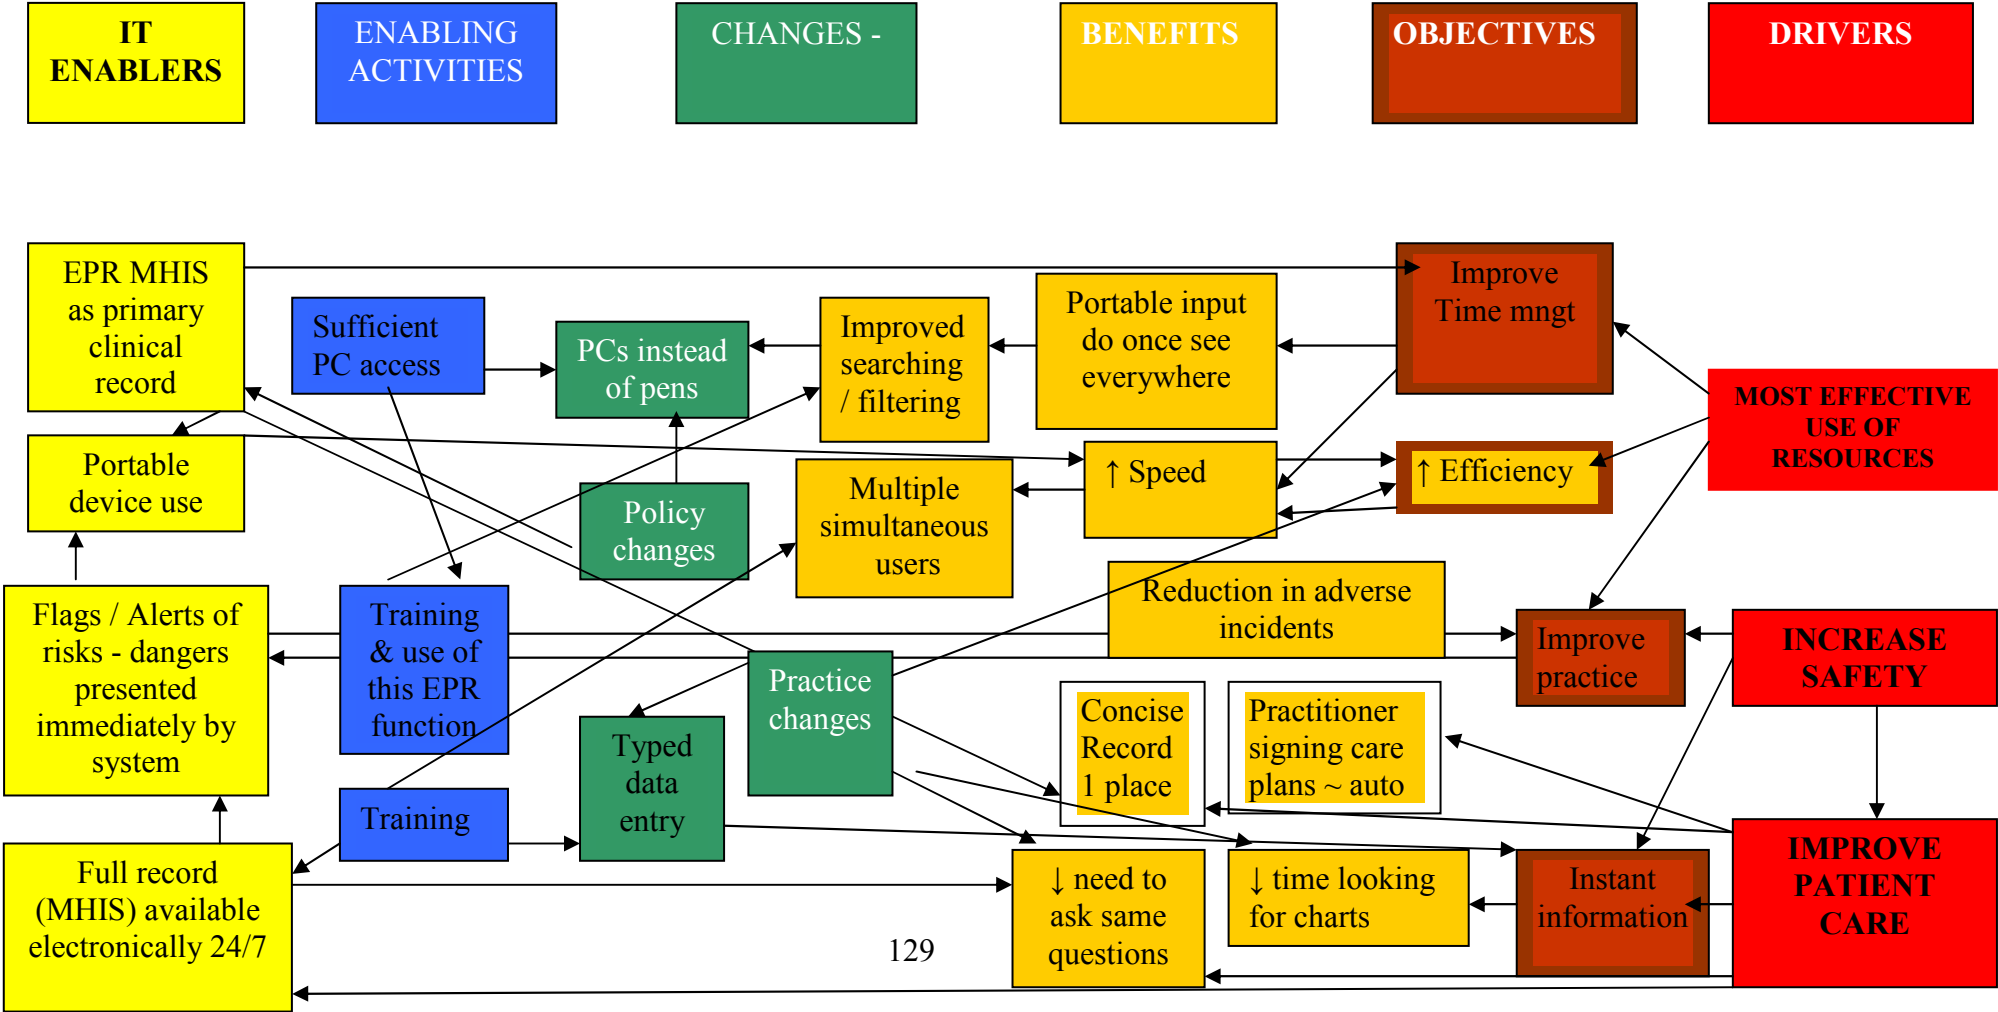 IT
ENABLERS
ENABLING
ACTIVITIES
CHANGES -
BENEFITS
OBJECTIVES
DRIVERS
EPR MHIS
as primary
clinical
record
Sufficient
PC access
PCs instead
of pens
Improved
searching
/ filtering
Portable input
do once see
everywhere
Improve
Time mngt
MOST EFFECTIVE
USE OF
RESOURCES
Portable
device use
Policy
changes
Multiple
simultaneous
users
↑ Speed
↑ Efficiency
Flags / Alerts of
risks - dangers
presented
immediately by
system
Training
& use of
this EPR
function
Practice
changes
Reduction in adverse
incidents
Improve
practice
INCREASE
SAFETY
Typed
data
entry
Concise
Record
1 place
Practitioner
signing care
plans ~ auto
Training
Full record
(MHIS) available
electronically 24/7
↓ need to
ask same
questions
↓ time looking
for charts
Instant
information
IMPROVE
PATIENT
CARE
129